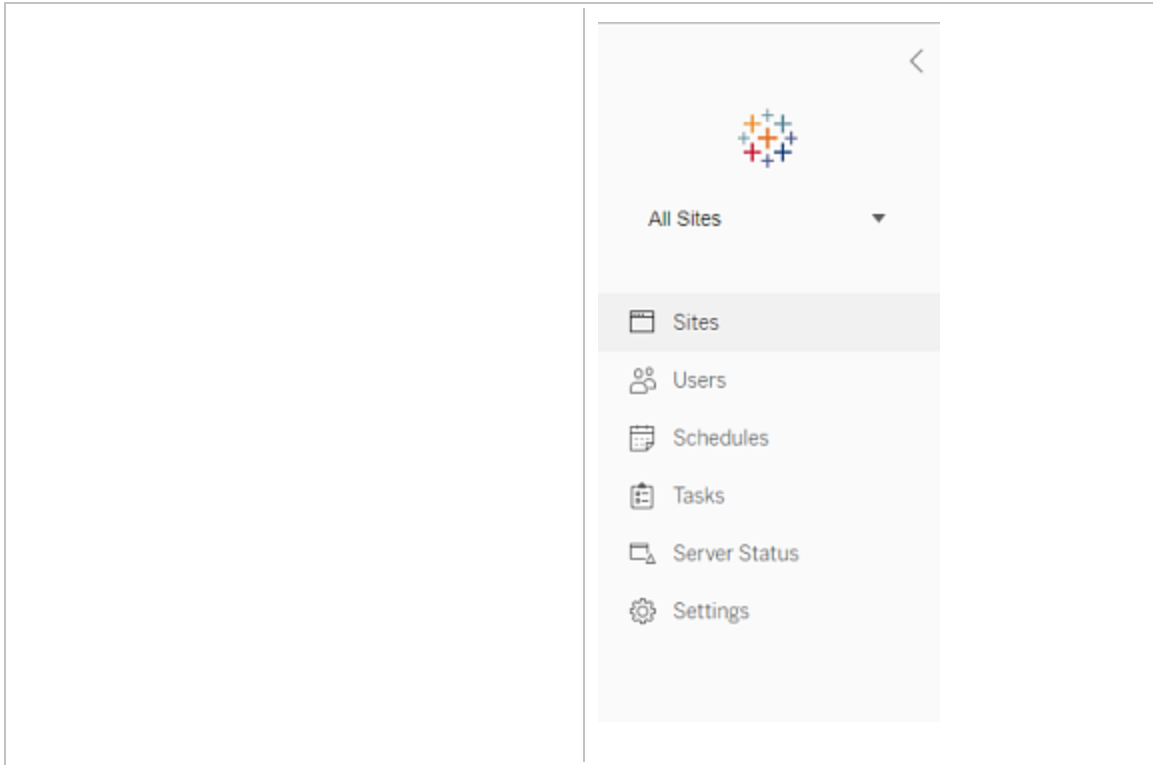 All Sites
Sites
Users
Schedules
Tasks
Server Status
Settings